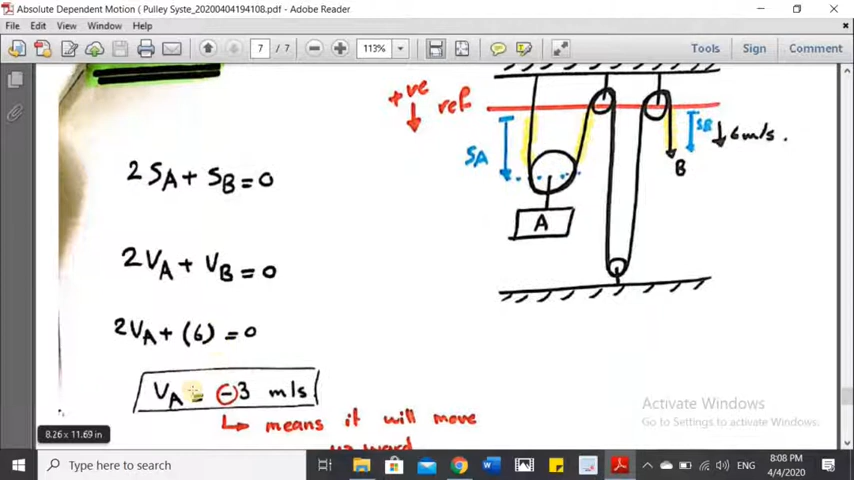 Absolute Dependent Motion ( Pulley Syste_20200404194108.pdf - Adobe Reader
File Edit View Window Help
7 / 7
113%
Tools
Sign
Comment
+ve
ref
SA
SB
6 m/s.
B
A
2SA + SB = 0
2VA + VB = 0
2VA + (6) = 0
VA = -3 m/s
means it will move
upward
8.26 x 11.69 in
Activate Windows
Go to Settings to activate Windows.
Type here to search
ENG
8:08 PM
4/4/2020